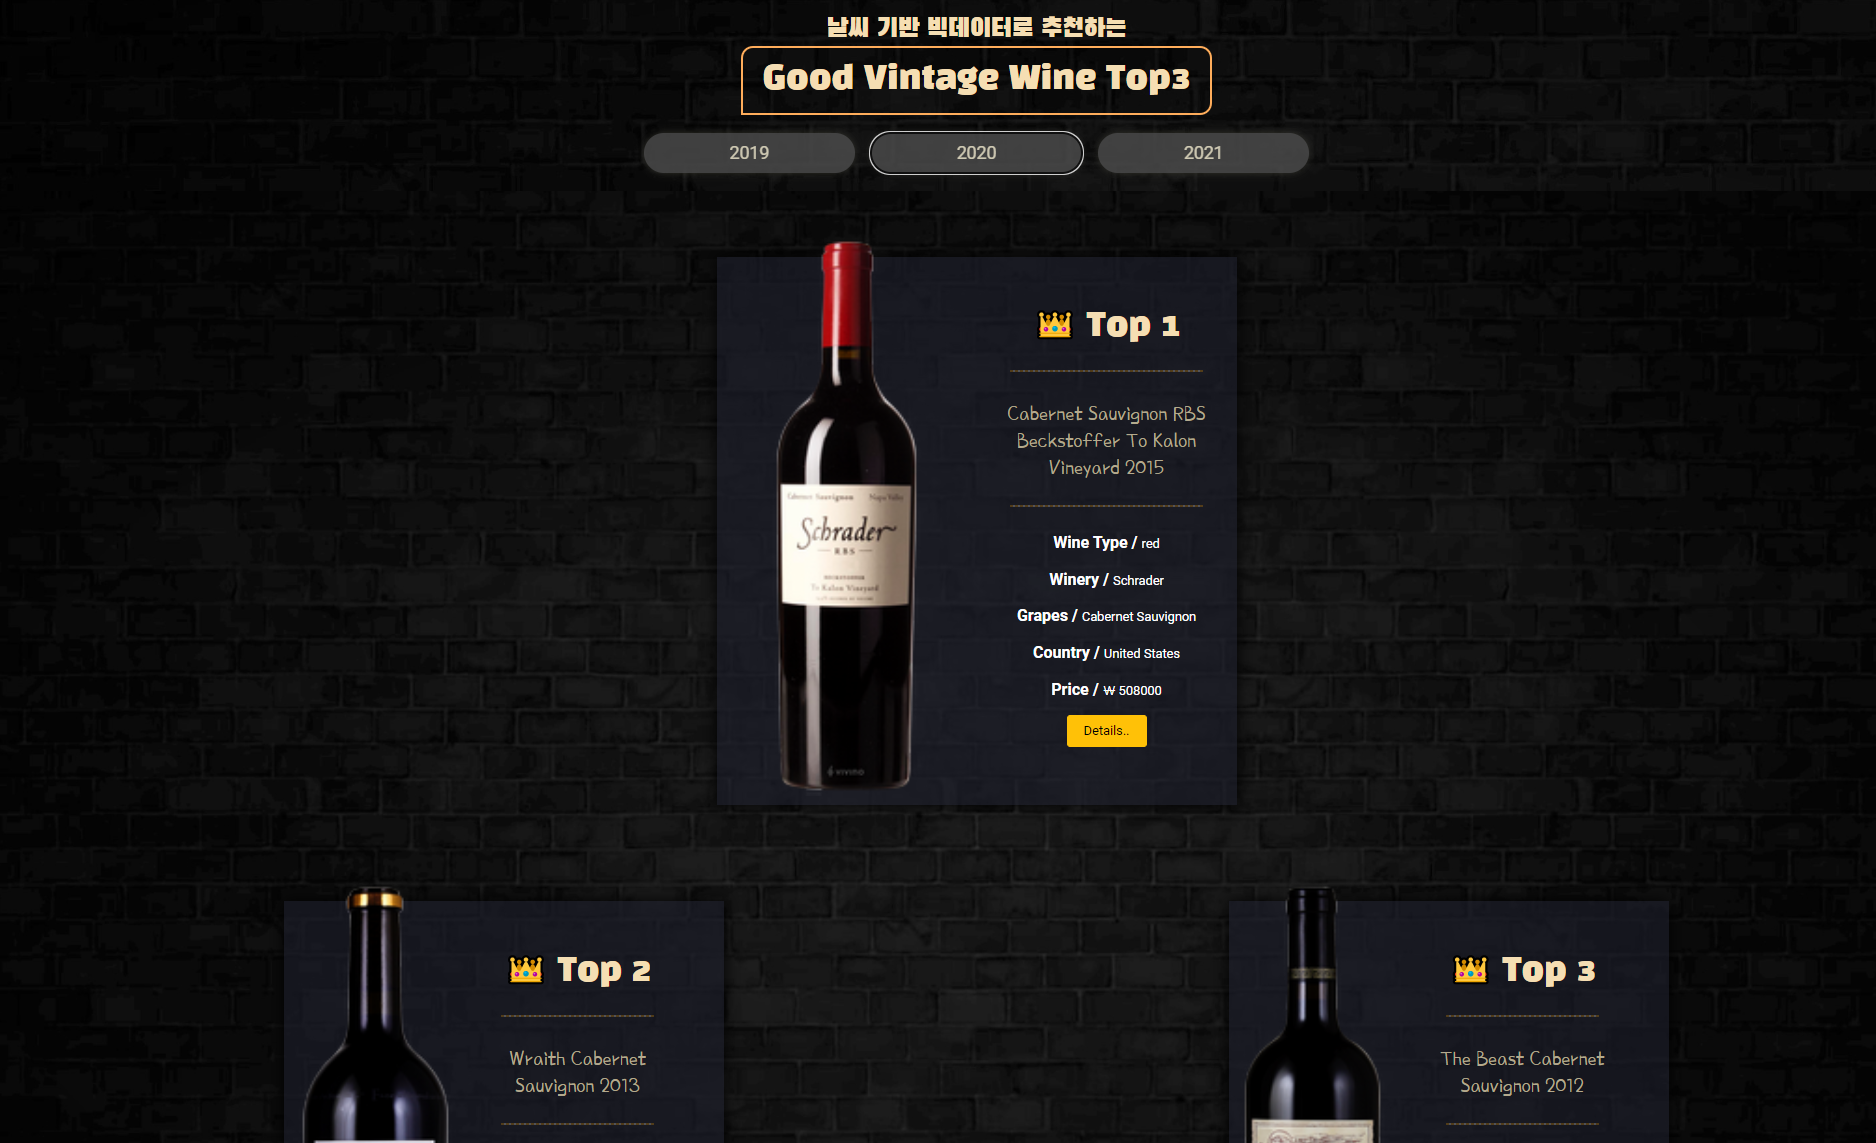 날씨 기반 빅데이터로 추천하는
Good Vintage Wine Top3
2019
2020
2021
Top 1
Cabernet Sauvignon RBS
Beckstoffer To Kalon
Vineyard 2015
Wine Type / red
Winery / Schrader
Grapes / Cabernet Sauvignon
Country / United States
Price / ₩ 508000
Details..
Cabernet Sauvignon Napa Valley
Schrader
RBS
BECKSTOFFER
To Kalon Vineyard
VIVINO
Top 2
Wraith Cabernet
Sauvignon 2013
Top 3
The Beast Cabernet
Sauvignon 2012